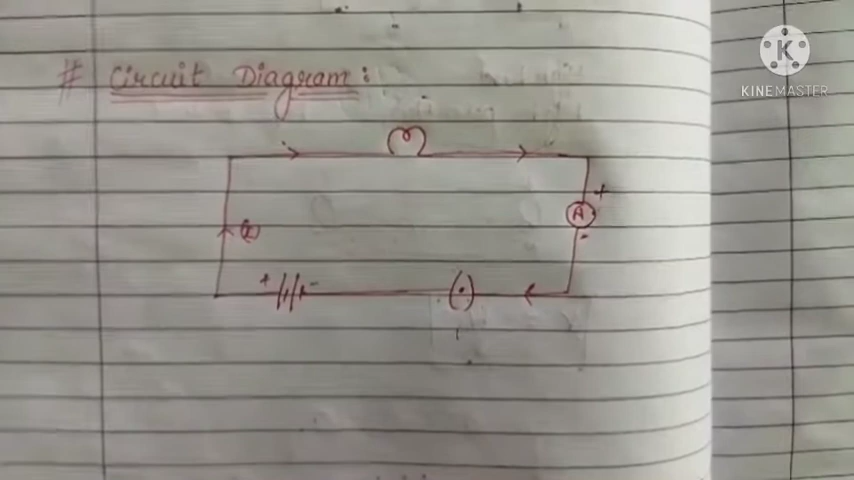 # Circuit Diagram:
K
KINEMASTER
+
A
-
+ -
(.)